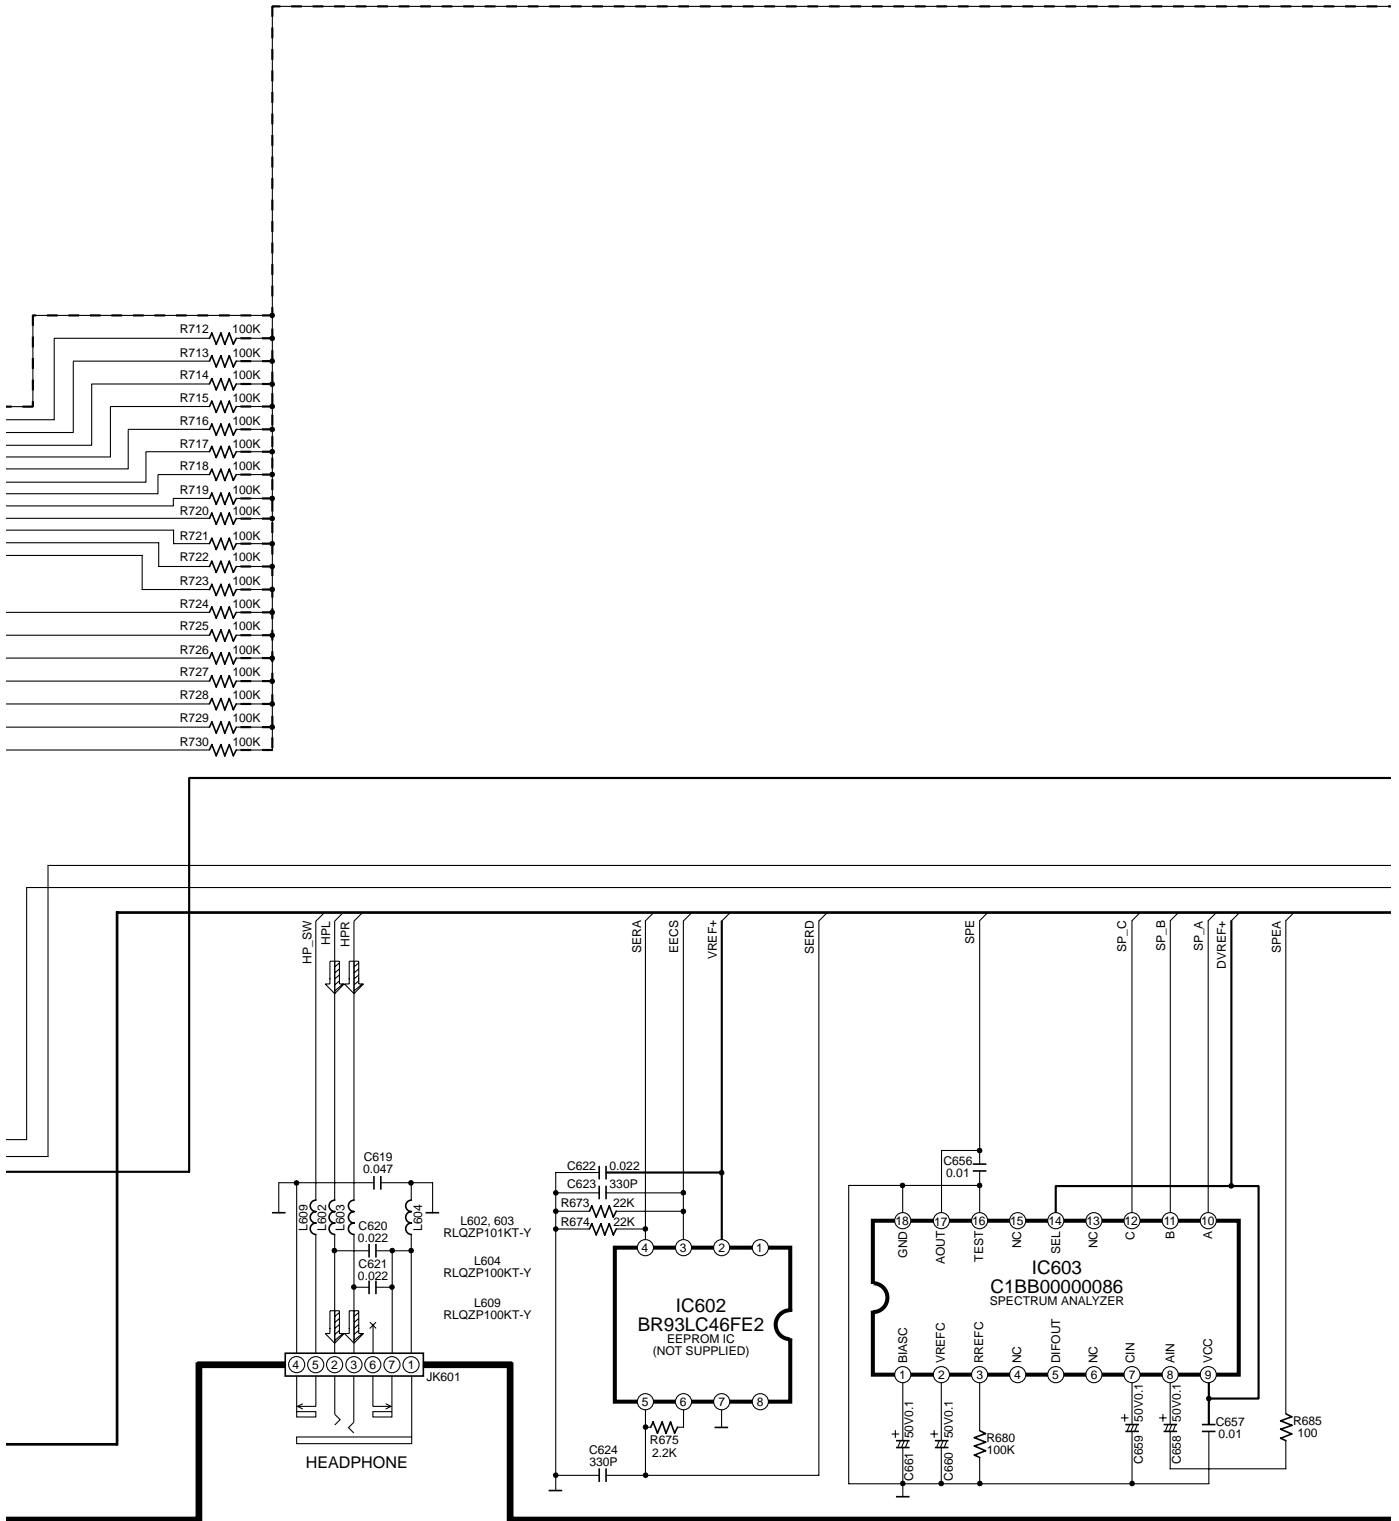 R712 100K
R713 100K
R714 100K
R715 100K
R716 100K
R717 100K
R718 100K
R719 100K
R720 100K
R721 100K
R722 100K
R723 100K
R724 100K
R725 100K
R726 100K
R727 100K
R728 100K
R729 100K
R730 100K
HP_SW
HPL
HPR
SERA
EECS
VREF+
SERD
SPE
SP_C
SP_B
SP_A
DVREF+
SPEA
C619
0.047
L609
L602
L603
L604
C620
0.022
C621
0.022
L602, 603
RLQZP101KT-Y
L604
RLQZP100KT-Y
L609
RLQZP100KT-Y
4 5 2 3 6 7 1
JK601
HEADPHONE
C622 0.022
C623 330P
R673 22K
R674 22K
4 3 2 1
IC602
BR93LC46FE2
EEPROM IC
(NOT SUPPLIED)
5 6 7 8
R675
2.2K
C624
330P
C656
0.01
18 17 16 15 14 13 12 11 10
GND AOUT TEST NC SEL NC C B A
IC603
C1BB00000086
SPECTRUM ANALYZER
BIASC VREFC RREFC NC DIFOUT NC CIN AIN VCC
1 2 3 4 5 6 7 8 9
+ 50V0.1
C661
+ 50V0.1
C660
R680
100K
+ 50V0.1
C659
+ 50V0.1
C658
C657
0.01
R685
100